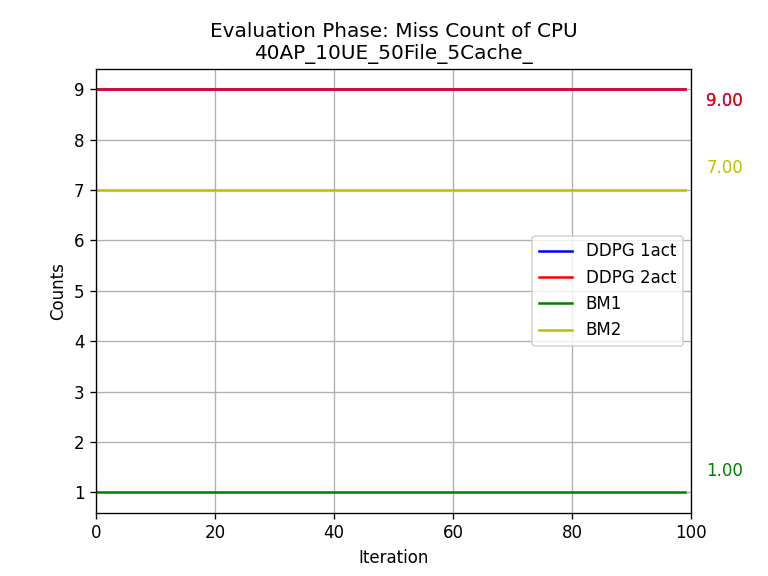 Evaluation Phase: Miss Count of CPU
40AP_10UE_50File_5Cache_
9
8
7
6
5
4
3
2
1
Counts
0
20
40
60
80
100
Iteration
DDPG 1act
DDPG 2act
BM1
BM2
9.00
7.00
1.00